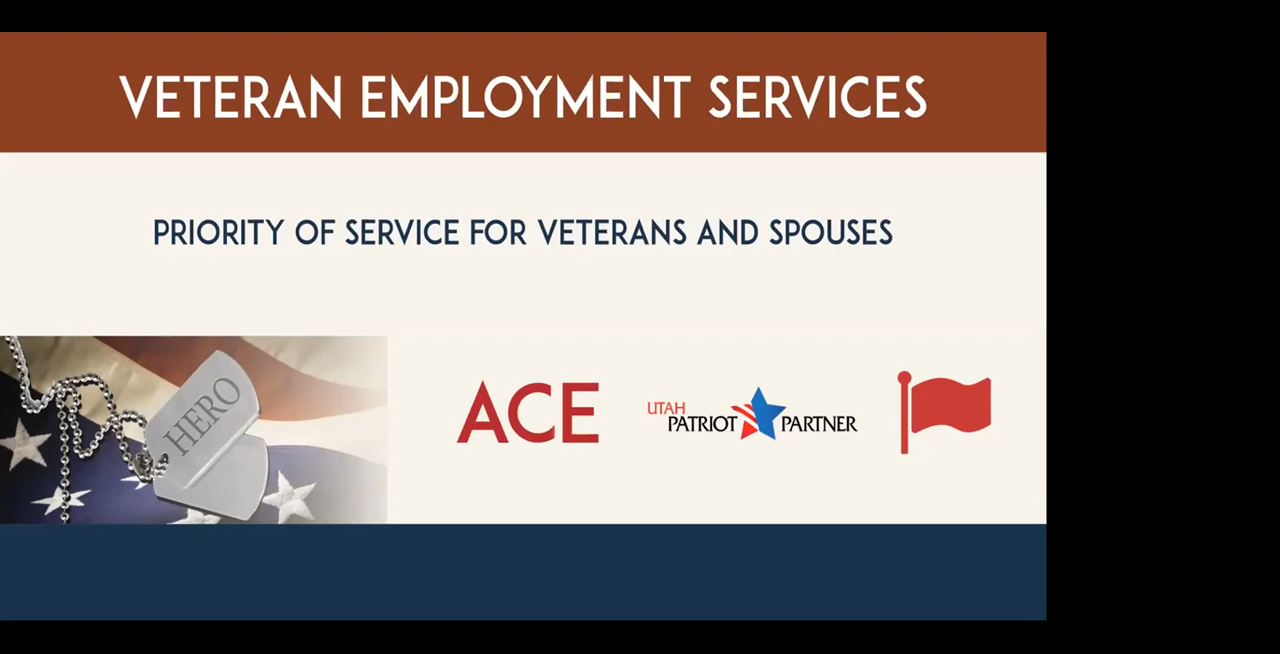 VETERAN EMPLOYMENT SERVICES
PRIORITY OF SERVICE FOR VETERANS AND SPOUSES
HERO
ACE
UTAH
PATRIOT PARTNER